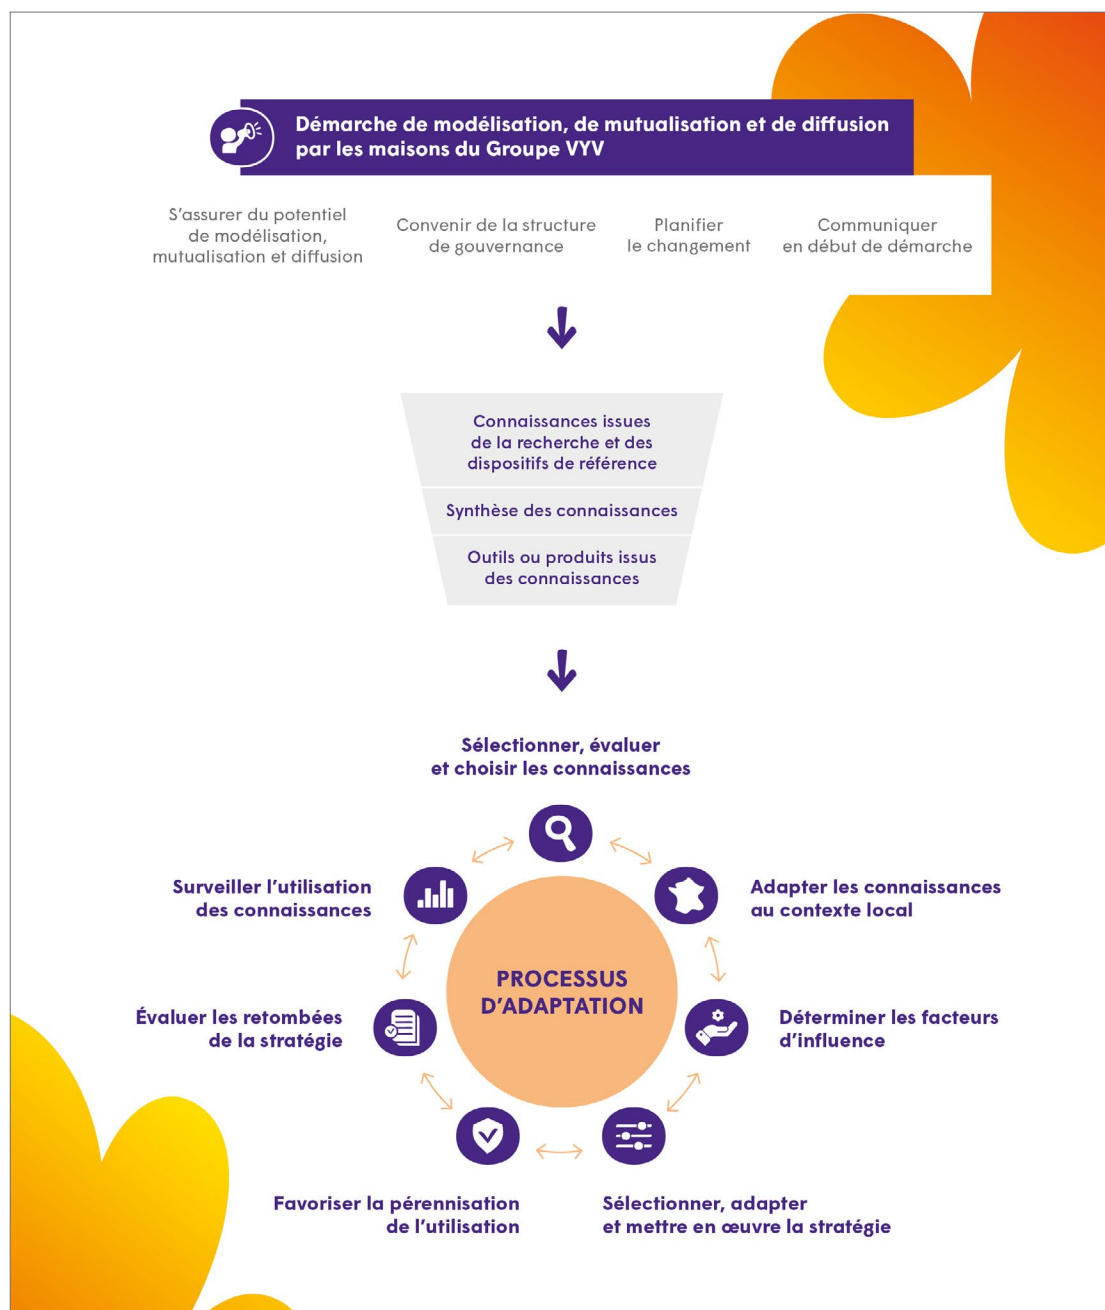 Démarche de modélisation, de mutualisation et de diffusion
par les maisons du Groupe VYV
S'assurer du potentiel
de modélisation,
mutualisation et diffusion
Convenir de la structure
de gouvernance
Planifier
le changement
Communiquer
en début de démarche
Connaissances issues
de la recherche et des
dispositifs de référence
Synthèse des connaissances
Outils ou produits issus
des connaissances
Sélectionner, évaluer
et choisir les connaissances
Surveiller l'utilisation
des connaissances
Adapter les connaissances
au contexte local
PROCESSUS
D'ADAPTATION
Évaluer les retombées
de la stratégie
Déterminer les facteurs
d'influence
Favoriser la pérennisation
de l'utilisation
Sélectionner, adapter
et mettre en œuvre la stratégie